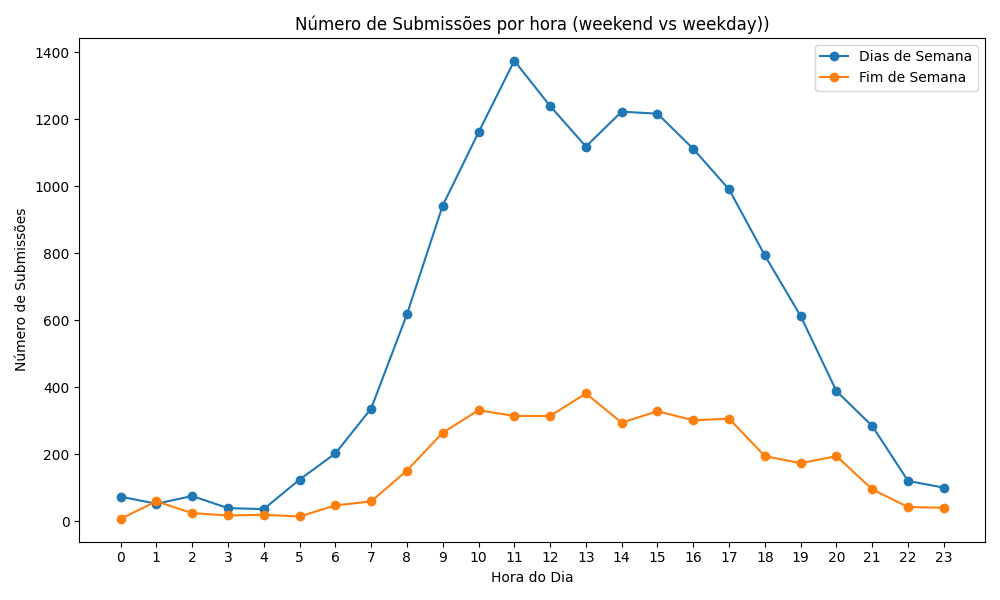 Número de Submissões por hora (weekend vs weekday))
Dias de Semana
Fim de Semana
Número de Submissões
1400
1200
1000
800
600
400
200
0
0 1 2 3 4 5 6 7 8 9 10 11 12 13 14 15 16 17 18 19 20 21 22 23
Hora do Dia